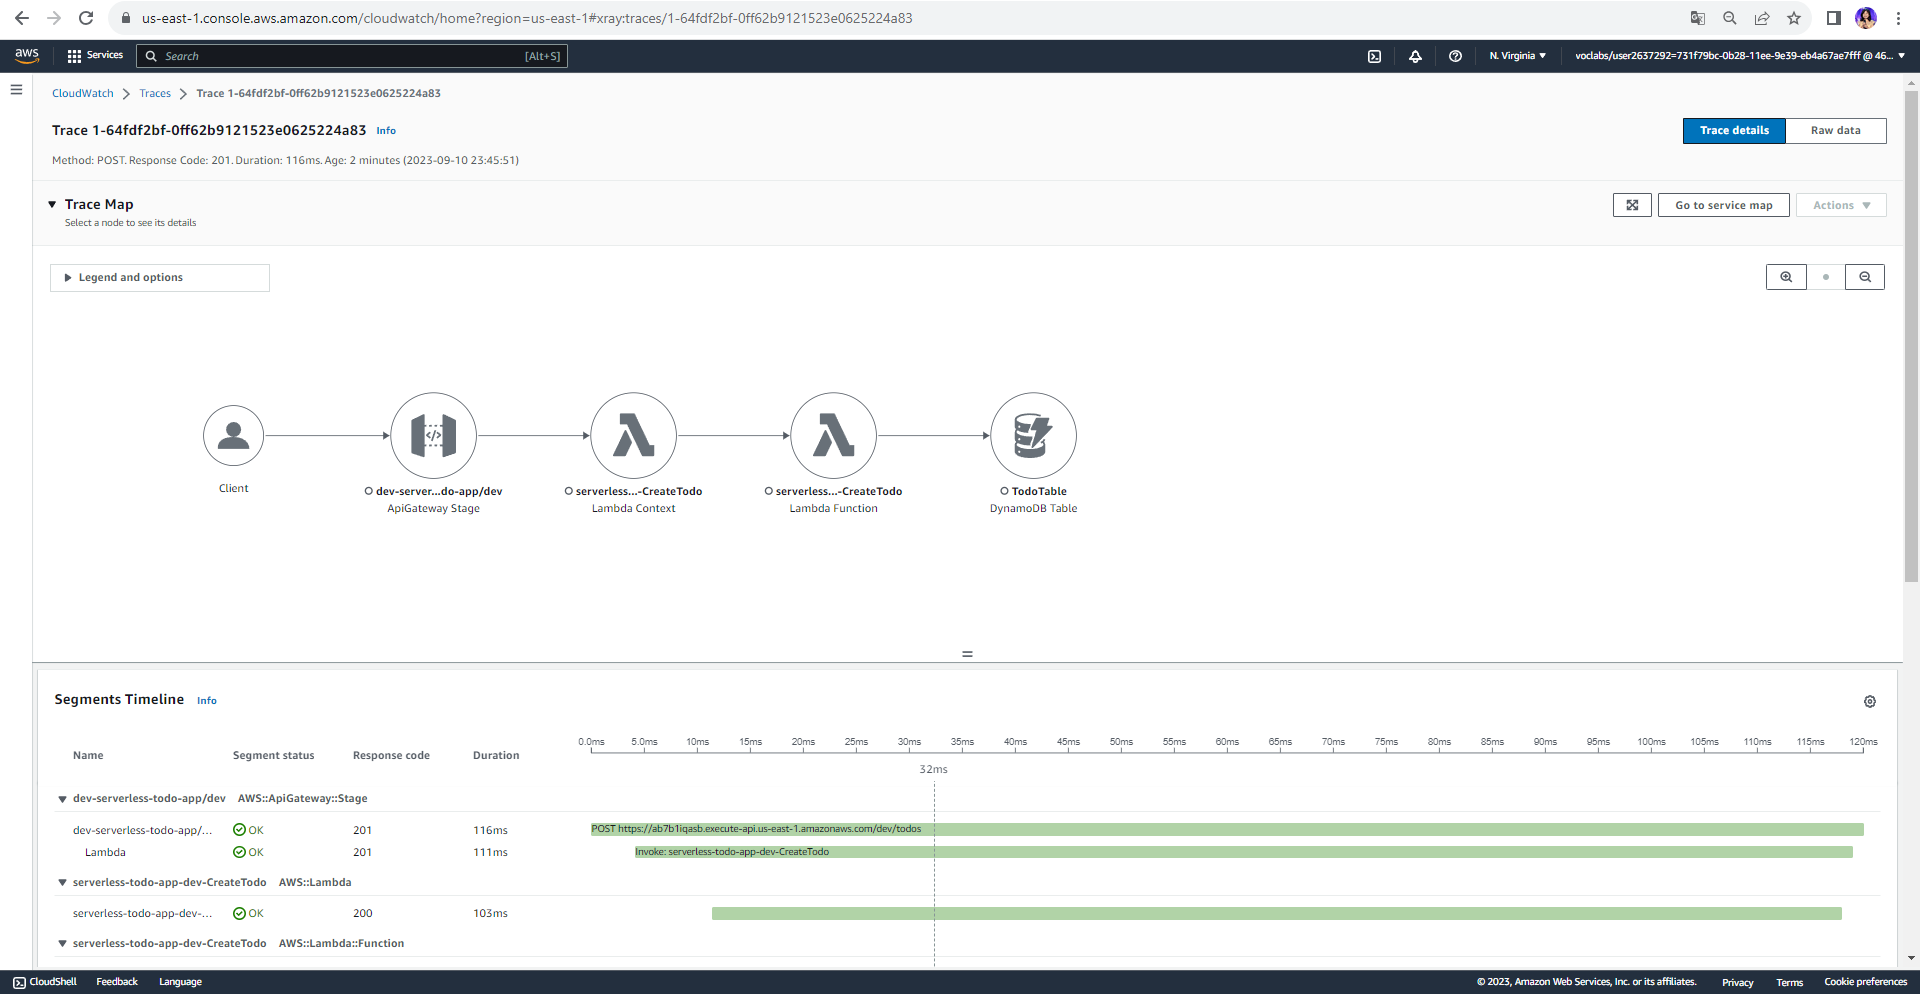 us-east-1.console.aws.amazon.com/cloudwatch/home?region=us-east-1#xray:traces/1-64fdf2bf-0ff62b9121523e0625224a83
aws Services Search [Alt+S] N. Virginia voclabs/user2637292=731f79bc-0b28-11ee-9e39-eb4a67ae7fff @ 46...
CloudWatch Traces Trace 1-64fdf2bf-0ff62b9121523e0625224a83
Trace 1-64fdf2bf-0ff62b9121523e0625224a83 Info
Trace details Raw data
Method: POST. Response Code: 201. Duration: 116ms. Age: 2 minutes (2023-09-10 23:45:51)
Trace Map
Select a node to see its details
Go to service map Actions
Legend and options
Client
dev-server...do-app/dev
ApiGateway Stage
serverless...-CreateTodo
Lambda Context
serverless...-CreateTodo
Lambda Function
TodoTable
DynamoDB Table
Segments Timeline Info
0.0ms 5.0ms 10ms 15ms 20ms 25ms 30ms 35ms 40ms 45ms 50ms 55ms 60ms 65ms 70ms 75ms 80ms 85ms 90ms 95ms 100ms 105ms 110ms 115ms 120ms
Name Segment status Response code Duration
32ms
dev-serverless-todo-app/dev AWS::ApiGateway::Stage
dev-serverless-todo-app/... OK 201 116ms POST https://ab7b1iqasb.execute-api.us-east-1.amazonaws.com/dev/todos
Lambda OK 201 111ms Invoke: serverless-todo-app-dev-CreateTodo
serverless-todo-app-dev-CreateTodo AWS::Lambda
serverless-todo-app-dev-... OK 200 103ms
serverless-todo-app-dev-CreateTodo AWS::Lambda::Function
CloudShell Feedback Language © 2023, Amazon Web Services, Inc. or its affiliates. Privacy Terms Cookie preferences